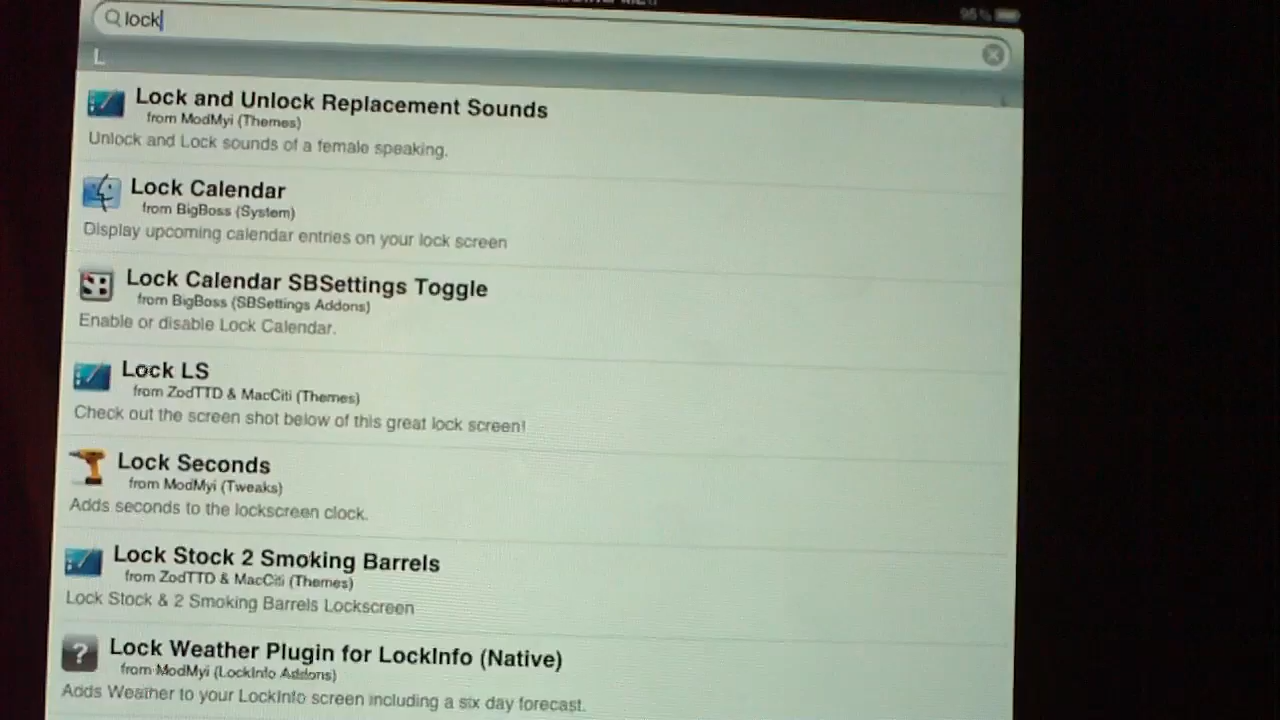 95%
lock
L
Lock and Unlock Replacement Sounds
from ModMyi (Themes)
Unlock and Lock sounds of a female speaking.
Lock Calendar
from BigBoss (System)
Display upcoming calendar entries on your lock screen
Lock Calendar SBSettings Toggle
from BigBoss (SBSettings Addons)
Enable or disable Lock Calendar.
Lock LS
from ZodTTD & MacCiti (Themes)
Check out the screen shot below of this great lock screen!
Lock Seconds
from ModMyi (Tweaks)
Adds seconds to the lockscreen clock.
Lock Stock 2 Smoking Barrels
from ZodTTD & MacCiti (Themes)
Lock Stock & 2 Smoking Barrels Lockscreen
?
Lock Weather Plugin for LockInfo (Native)
from ModMyi (LockInfo Addons)
Adds Weather to your LockInfo screen including a six day forecast.